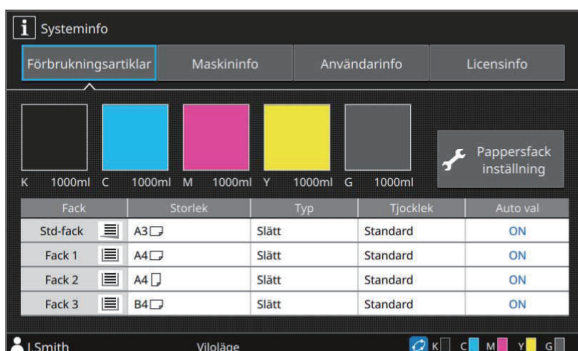 Systeminfo
Förbrukningsartiklar Maskininfo Användarinfo Licensinfo
K 1000ml C 1000ml M 1000ml Y 1000ml G 1000ml
Pappersfack
inställning
Fack Storlek Typ Tjocklek Auto val
Std-fack A3 Slätt Standard ON
Fack 1 A4 Slätt Standard ON
Fack 2 A4 Slätt Standard ON
Fack 3 B4 Slätt Standard ON
J.Smith Viloläge K C M Y G